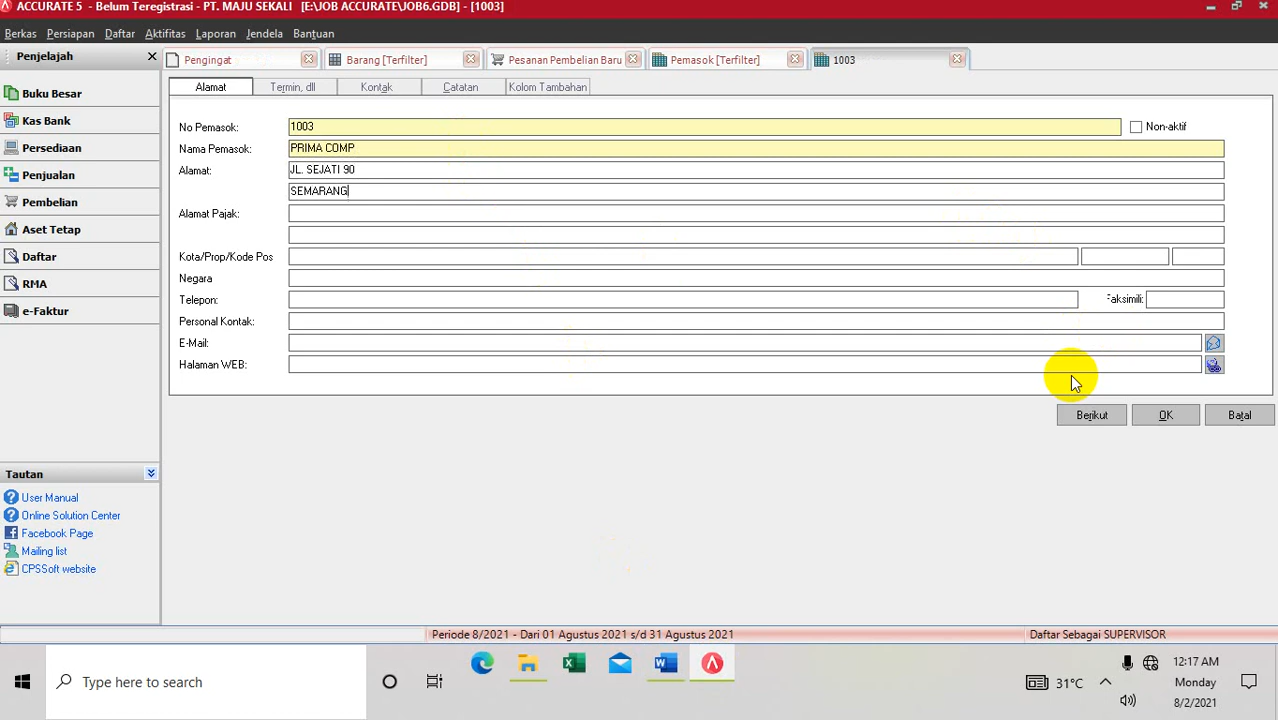 ACCURATE 5 - Belum Teregistrasi - PT. MAJU SEKALI [E:\JOB ACCURATE\JOB6.GDB] - [1003]
Berkas Persiapan Daftar Aktifitas Laporan Jendela Bantuan
Penjelajah
Pengingat Barang [Terfilter] Pesanan Pembelian Baru Pemasok [Terfilter] 1003
Alamat Termin, dll Kontak Catatan Kolom Tambahan
Buku Besar
Kas Bank
Persediaan
Penjualan
Pembelian
Aset Tetap
Daftar
RMA
e-Faktur
No Pemasok: 1003 Non-aktif
Nama Pemasok: PRIMA COMP
Alamat: JL. SEJATI 90
SEMARANG
Alamat Pajak:
Kota/Prop/Kode Pos
Negara
Telepon: Faksimili:
Personal Kontak:
E-Mail:
Halaman WEB:
Berikut OK Batal
Tautan
User Manual
Online Solution Center
Facebook Page
Mailing list
CPSSoft website
Periode 8/2021 - Dari 01 Agustus 2021 s/d 31 Agustus 2021 Daftar Sebagai SUPERVISOR
Type here to search
31°C
12:17 AM
Monday
8/2/2021